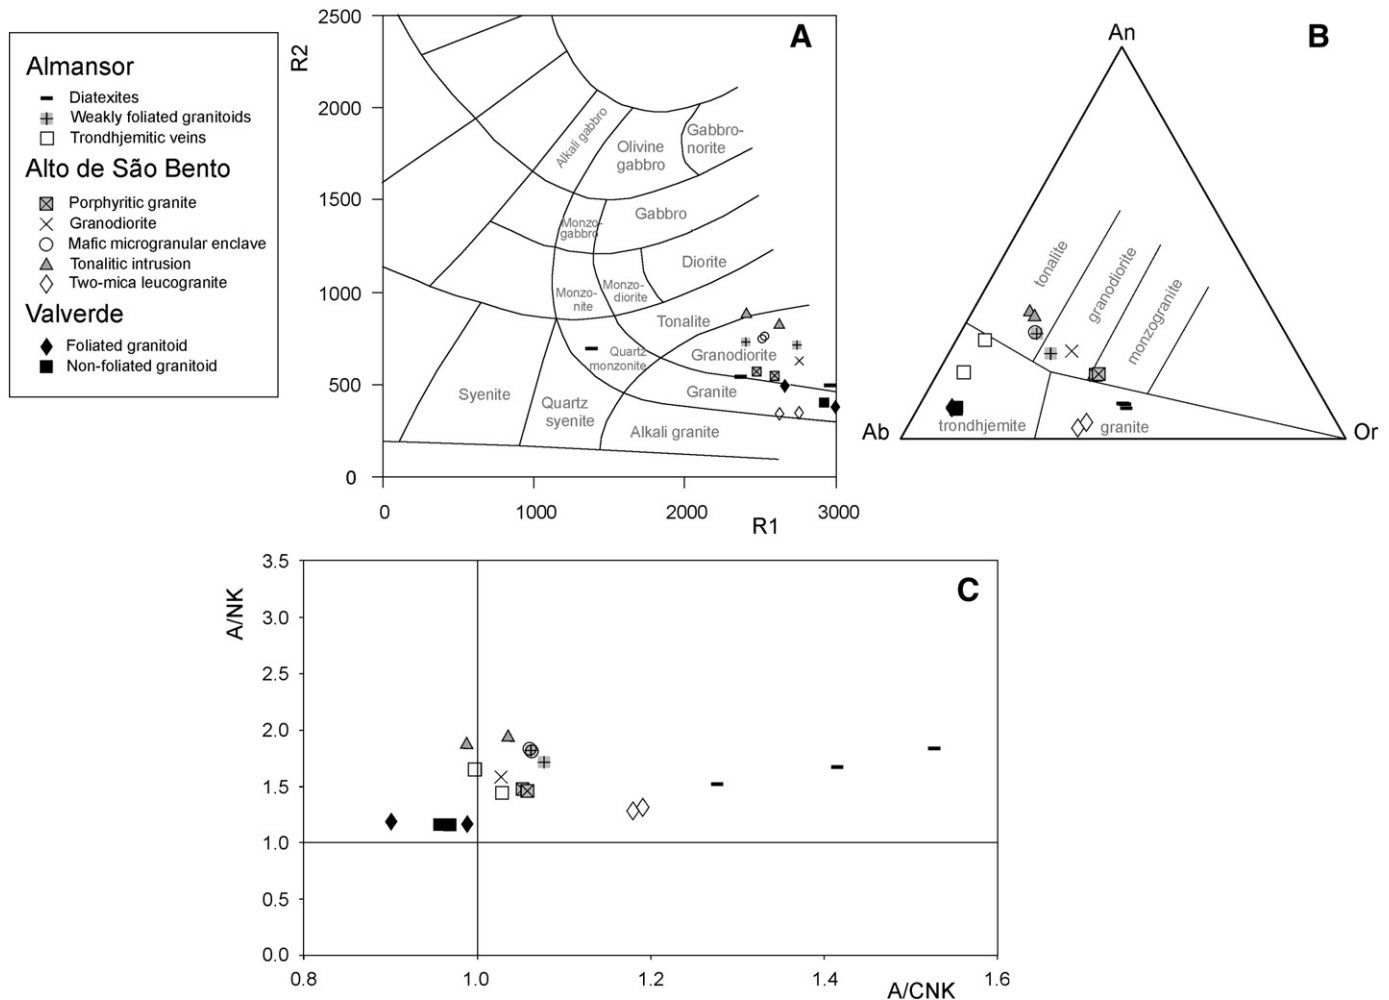 Almansor
Diatexites
Weakly foliated granitoids
Trondhjemitic veins
Alto de São Bento
Porphyritic granite
Granodiorite
Mafic microgranular enclave
Tonalitic intrusion
Two-mica leucogranite
Valverde
Foliated granitoid
Non-foliated granitoid
A
R2
2500
2000
1500
1000
500
0
0
1000
2000
3000
R1
Alkali gabbro
Olivine
gabbro
Gabbro-
norite
Monzo-
gabbro
Gabbro
Monzo-
nite
Monzo-
diorite
Diorite
Tonalite
Quartz
monzonite
Granodiorite
Syenite
Quartz
syenite
Granite
Alkali granite
B
An
Ab
Or
tonalite
granodiorite
monzogranite
trondhjemite
granite
C
A/NK
3.5
3.0
2.5
2.0
1.5
1.0
0.5
0.0
0.8
1.0
1.2
1.4
1.6
A/CNK